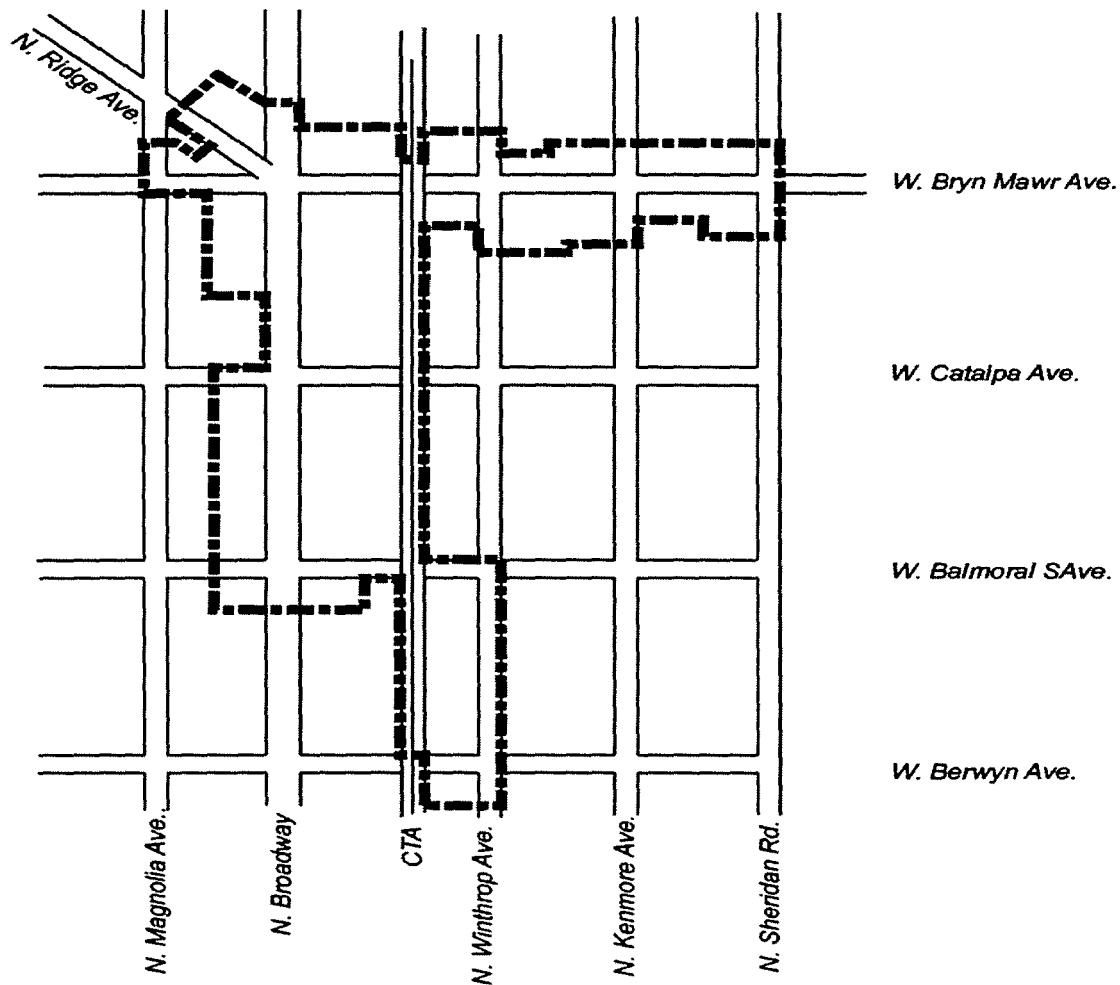 N. Ridge Ave.
W. Bryn Mawr Ave.
W. Catalpa Ave.
W. Balmoral SAve.
W. Berwyn Ave.
N. Magnolia Ave.
N. Broadway
CTA
N. Winthrop Ave.
N. Kenmore Ave.
N. Sheridan Rd.